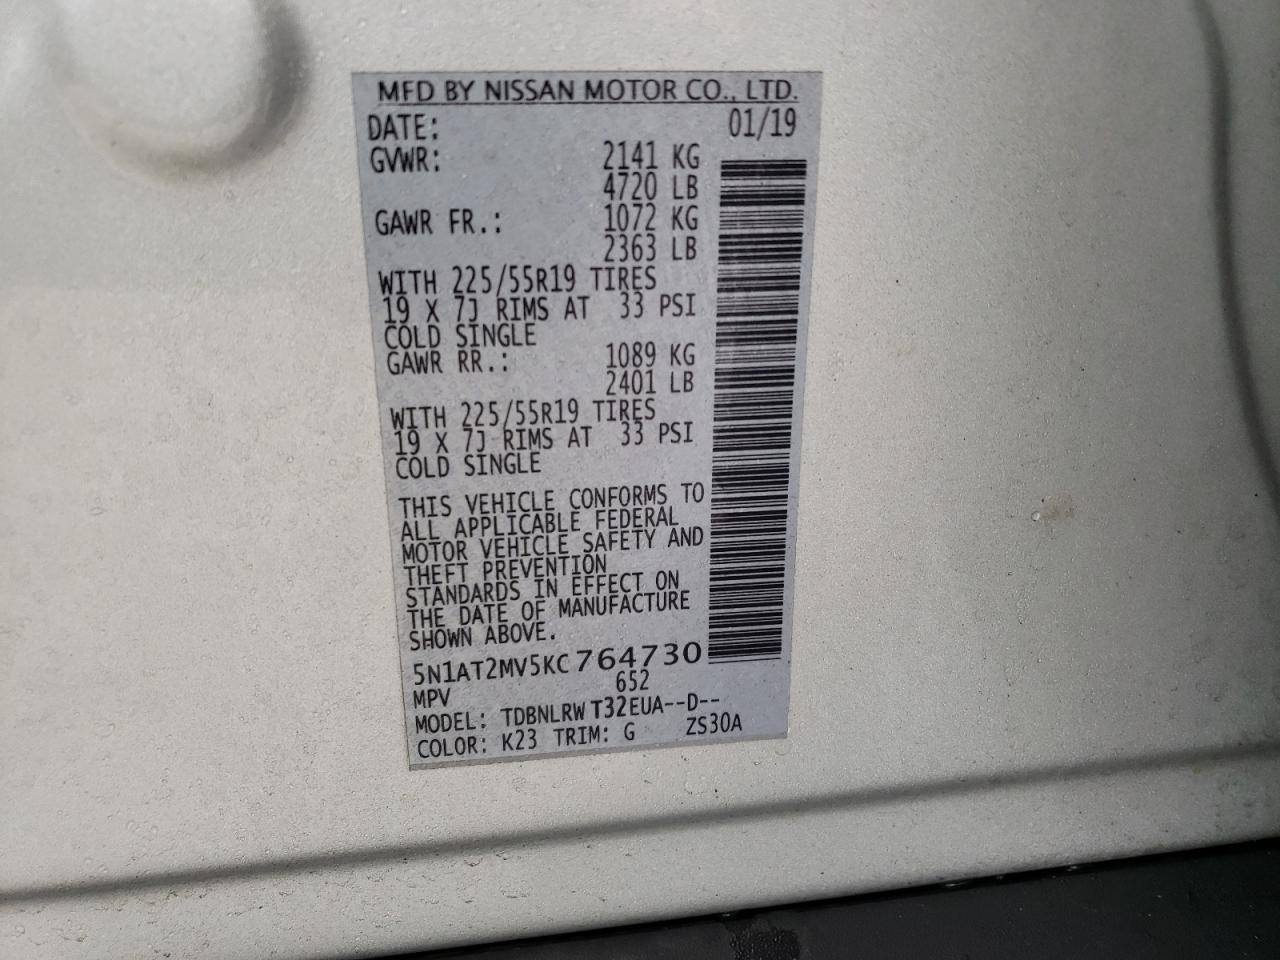 MFD BY NISSAN MOTOR CO., LTD.
DATE: 01/19
GVWR: 2141 KG
4720 LB
GAWR FR.: 1072 KG
2363 LB
WITH 225/55R19 TIRES
19 X 7J RIMS AT 33 PSI
COLD SINGLE
GAWR RR.: 1089 KG
2401 LB
WITH 225/55R19 TIRES
19 X 7J RIMS AT 33 PSI
COLD SINGLE
THIS VEHICLE CONFORMS TO
ALL APPLICABLE FEDERAL
MOTOR VEHICLE SAFETY AND
THEFT PREVENTION
STANDARDS IN EFFECT ON
THE DATE OF MANUFACTURE
SHOWN ABOVE.
5N1AT2MV5KC764730
MPV 652
MODEL: TDBNLRWT32EUA--D--
COLOR: K23 TRIM: G ZS30A